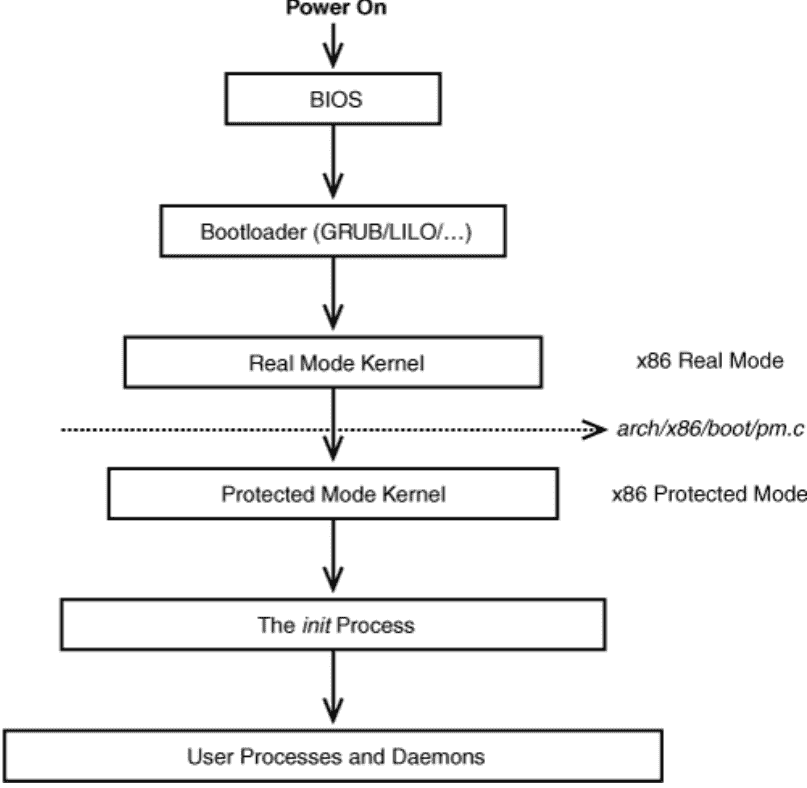 Power On
BIOS
Bootloader (GRUB/LILO/...)
Real Mode Kernel
x86 Real Mode
arch/x86/boot/pm.c
Protected Mode Kernel
x86 Protected Mode
The init Process
User Processes and Daemons